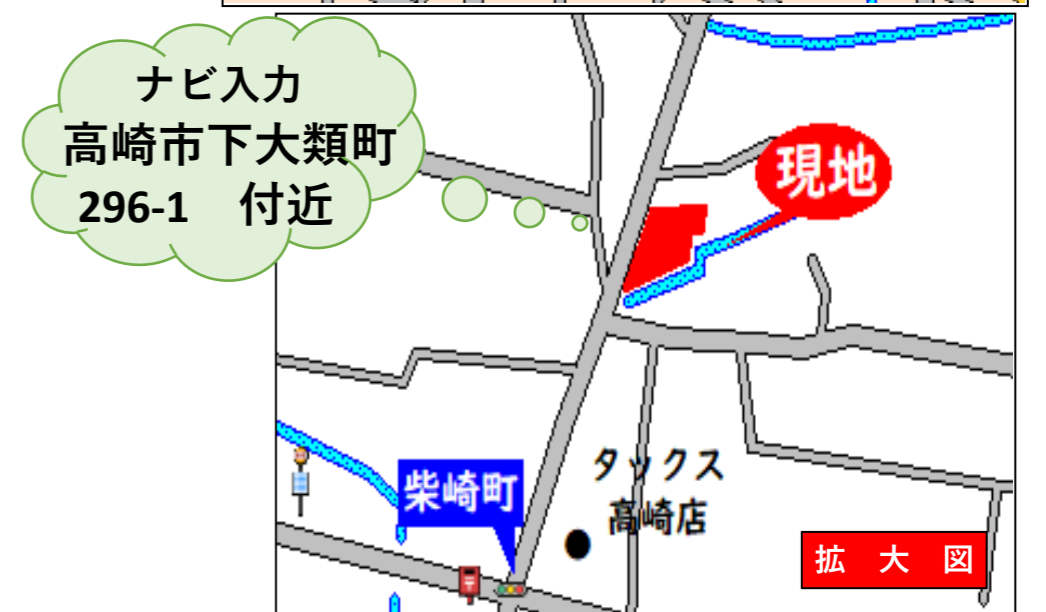 ナビ入力
高崎市下大類町
296-1　付近
現地
タックス
高崎店
柴崎町
拡　大　図